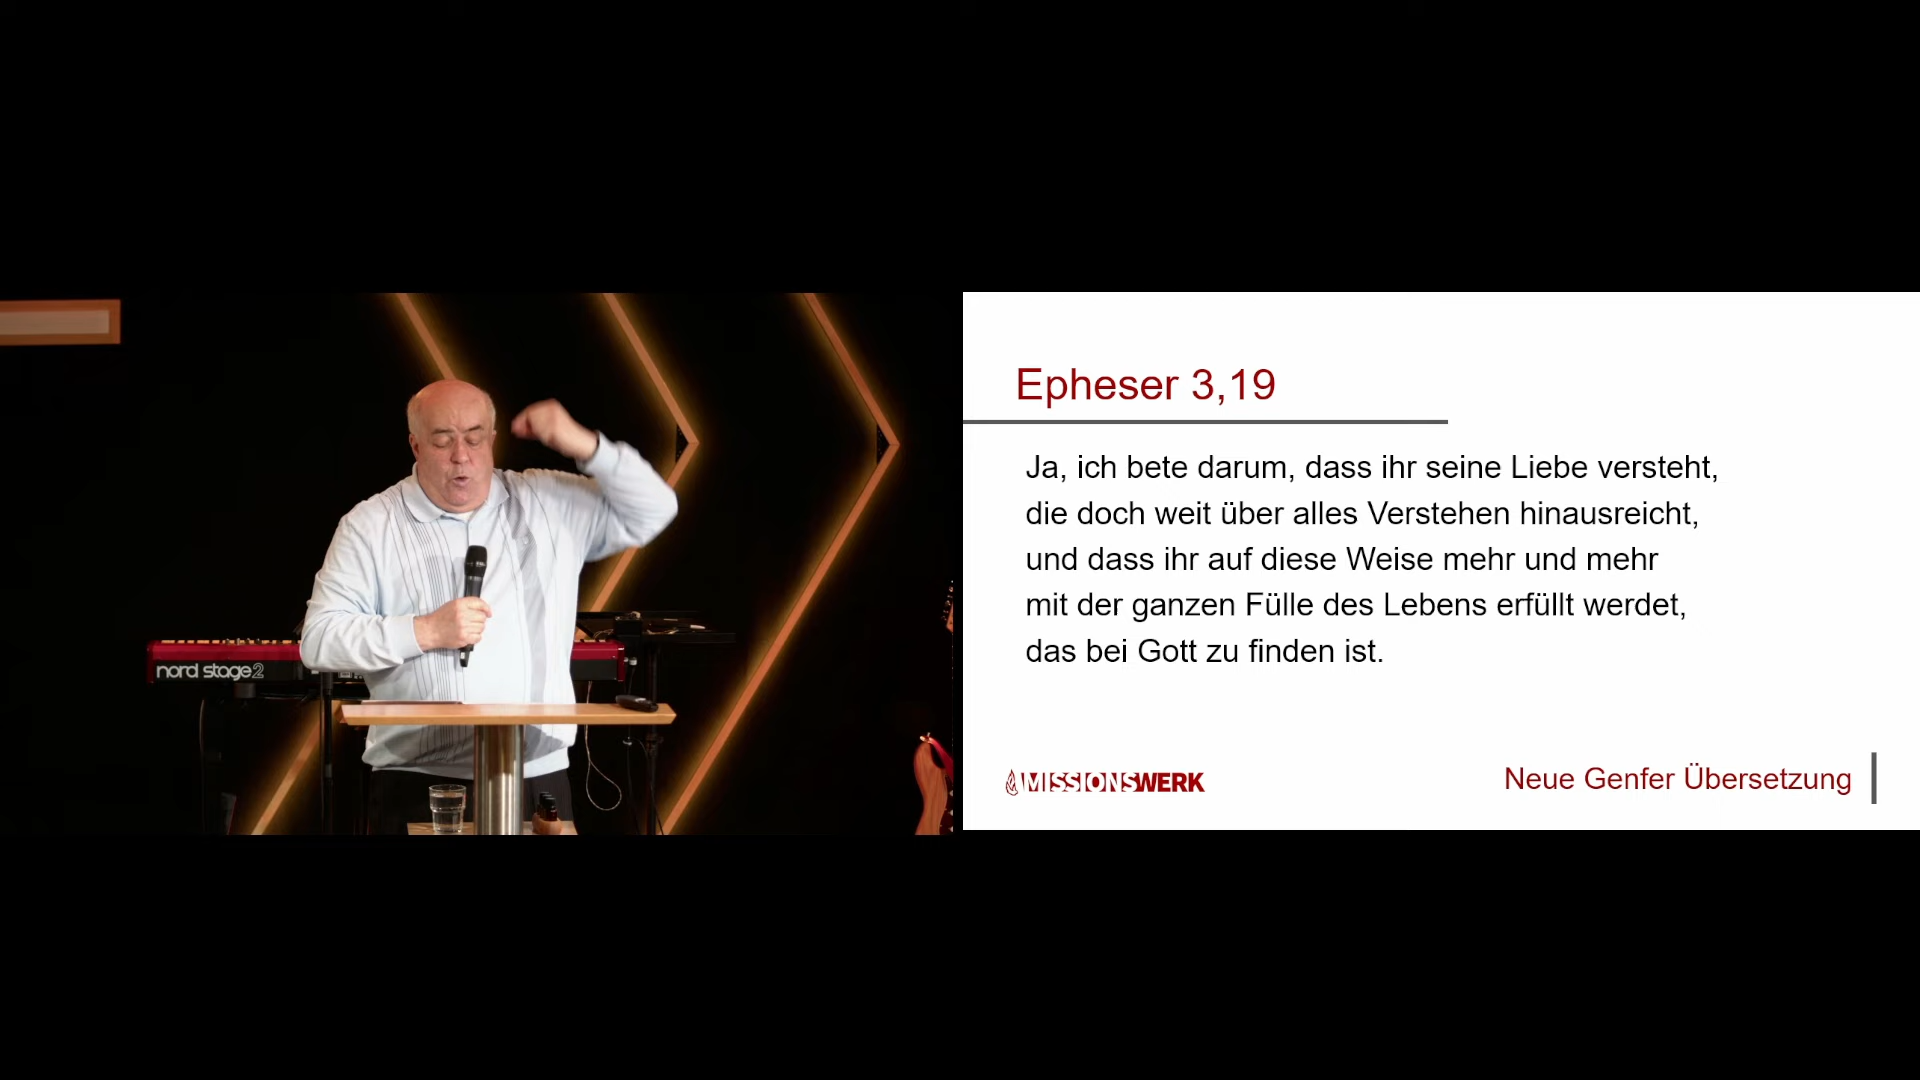 nord stage2
Epheser 3,19
Ja, ich bete darum, dass ihr seine Liebe versteht,
die doch weit über alles Verstehen hinausreicht,
und dass ihr auf diese Weise mehr und mehr
mit der ganzen Fülle des Lebens erfüllt werdet,
das bei Gott zu finden ist.
MISSIONSWERK
Neue Genfer Übersetzung